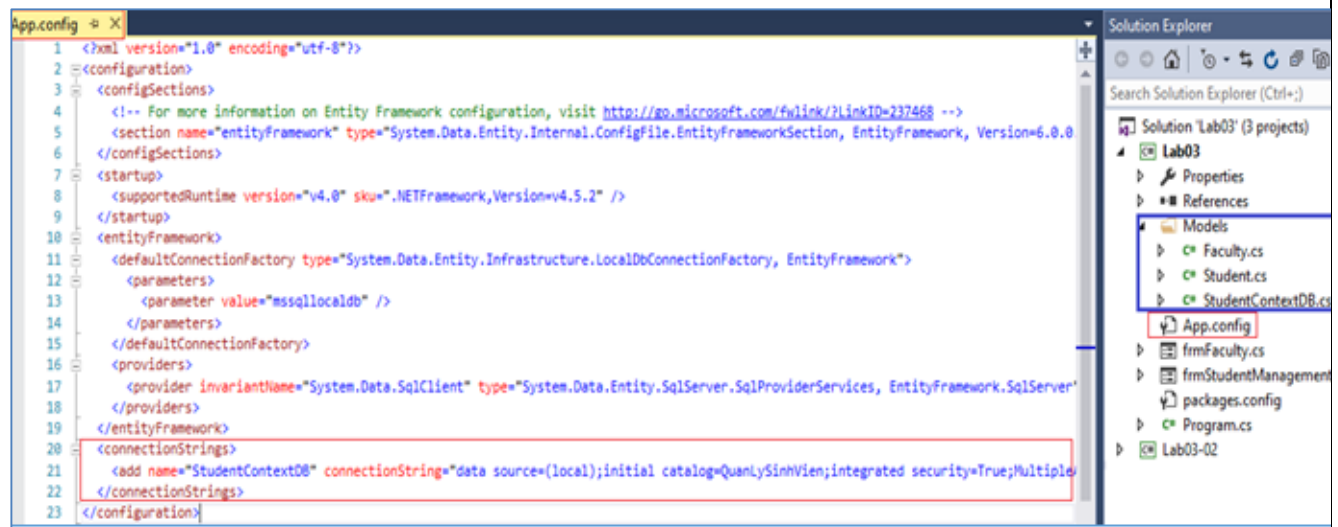 App.config
1 <?xml version="1.0" encoding="utf-8"?>
2 <configuration>
3 <configSections>
4 <!-- For more information on Entity Framework configuration, visit http://go.microsoft.com/fwlink/?LinkID=237468 -->
5 <section name="entityFramework" type="System.Data.Entity.Internal.ConfigFile.EntityFrameworkSection, EntityFramework, Version=6.0.0
6 </configSections>
7 <startup>
8 <supportedRuntime version="v4.0" sku=".NETFramework,Version=v4.5.2" />
9 </startup>
10 <entityFramework>
11 <defaultConnectionFactory type="System.Data.Entity.Infrastructure.LocalDbConnectionFactory, EntityFramework">
12 <parameters>
13 <parameter value="mssqllocaldb" />
14 </parameters>
15 </defaultConnectionFactory>
16 <providers>
17 <provider invariantName="System.Data.SqlClient" type="System.Data.Entity.SqlServer.SqlProviderServices, EntityFramework.SqlServer"
18 </providers>
19 </entityFramework>
20 <connectionStrings>
21 <add name="StudentContextDB" connectionString="data source=(local);initial catalog=QuanLySinhVien;integrated security=True;Multiple
22 </connectionStrings>
23 </configuration>
Solution Explorer
Search Solution Explorer (Ctrl+;)
Solution 'Lab03' (3 projects)
C# Lab03
Properties
References
Models
C# Faculty.cs
C# Student.cs
C# StudentContextDB.cs
App.config
frmFaculty.cs
frmStudentManagement
packages.config
C# Program.cs
C# Lab03-02